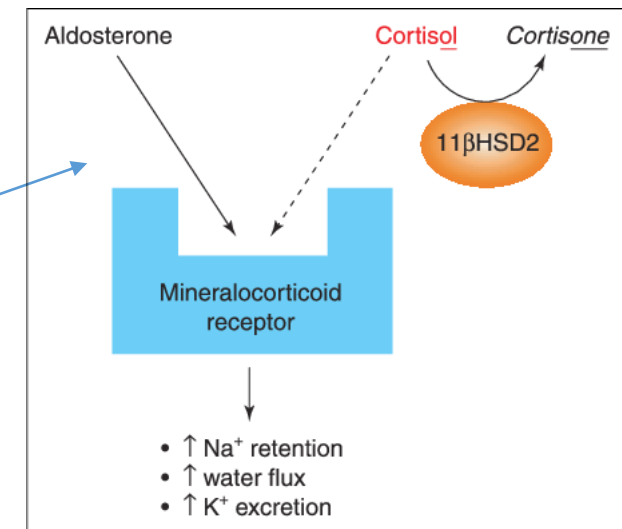 Aldosterone Cortisol Cortisone
11βHSD2
Mineralocorticoid
receptor
• ↑ Na⁺ retention
• ↑ water flux
• ↑ K⁺ excretion